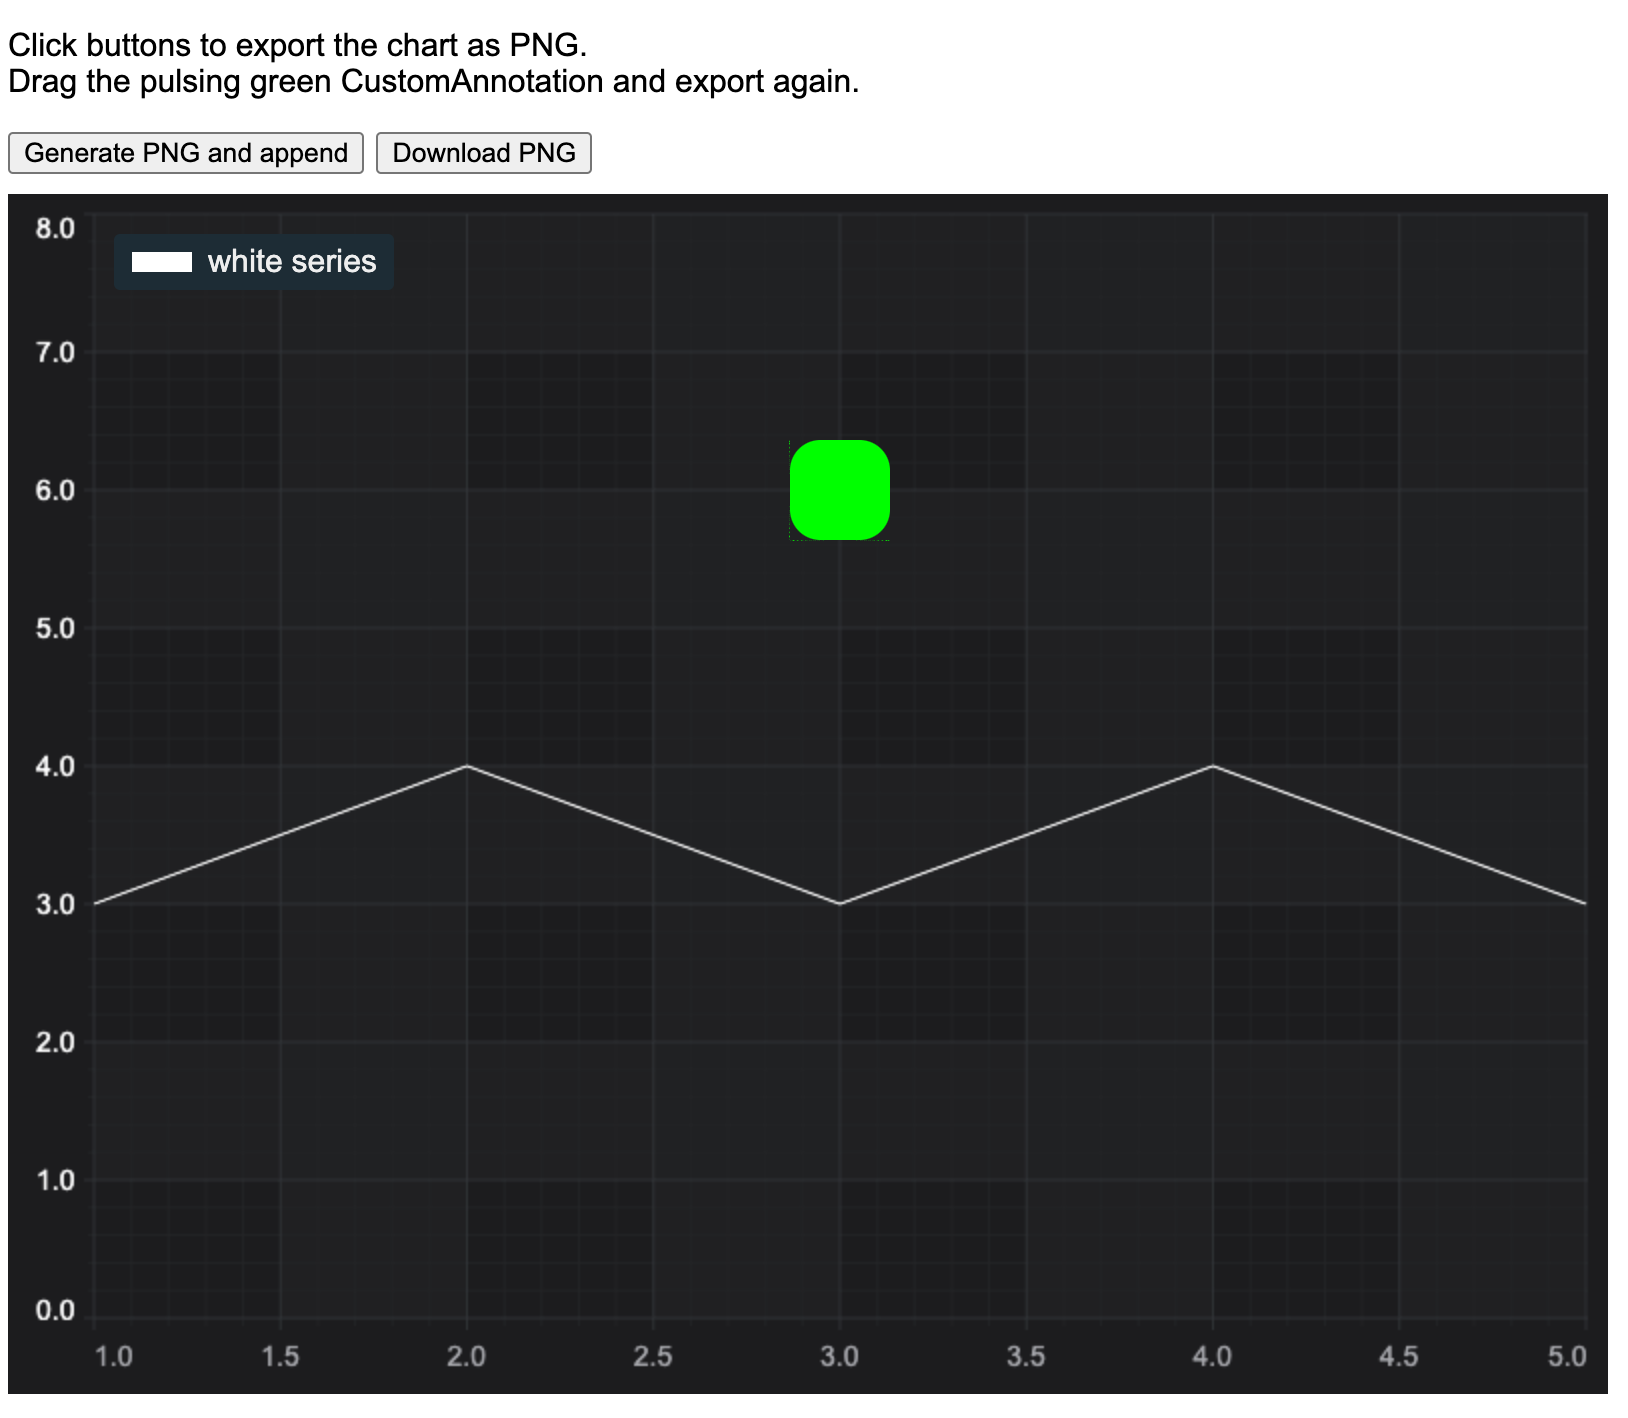 Click buttons to export the chart as PNG.
Drag the pulsing green CustomAnnotation and export again.
Generate PNG and append
Download PNG
white series
8.0
7.0
6.0
5.0
4.0
3.0
2.0
1.0
0.0
1.0 1.5 2.0 2.5 3.0 3.5 4.0 4.5 5.0